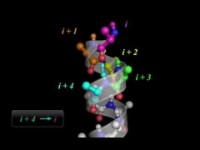 i
i + 1
i + 2
i + 3
i + 4
i + 4 → i